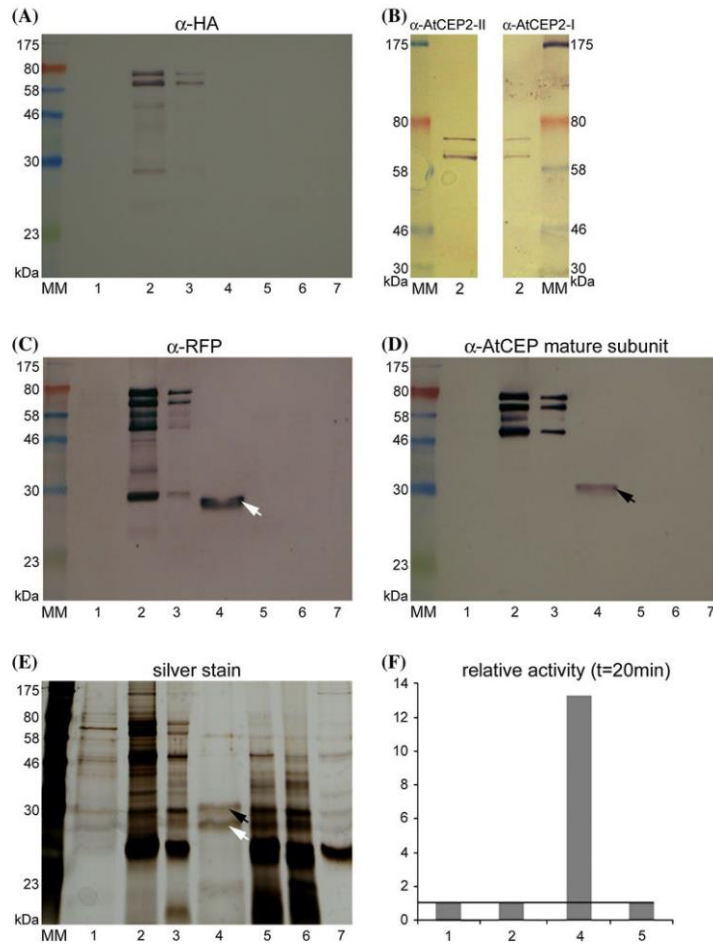 (A)
α-HA
175
80
58
46
30
23
kDa
MM 1 2 3 4 5 6 7
(B)
α-AtCEP2-II α-AtCEP2-I
175 175
80 80
58 58
46 46
30 30
kDa kDa
MM 2 2 MM
(C)
α-RFP
175
80
58
46
30
23
kDa
MM 1 2 3 4 5 6 7
(D)
α-AtCEP mature subunit
175
80
58
46
30
23
kDa
MM 1 2 3 4 5 6 7
(E)
silver stain
175
80
58
46
30
23
kDa
MM 1 2 3 4 5 6 7
(F)
relative activity (t=20min)
14
12
10
8
6
4
2
0
1 2 4 5